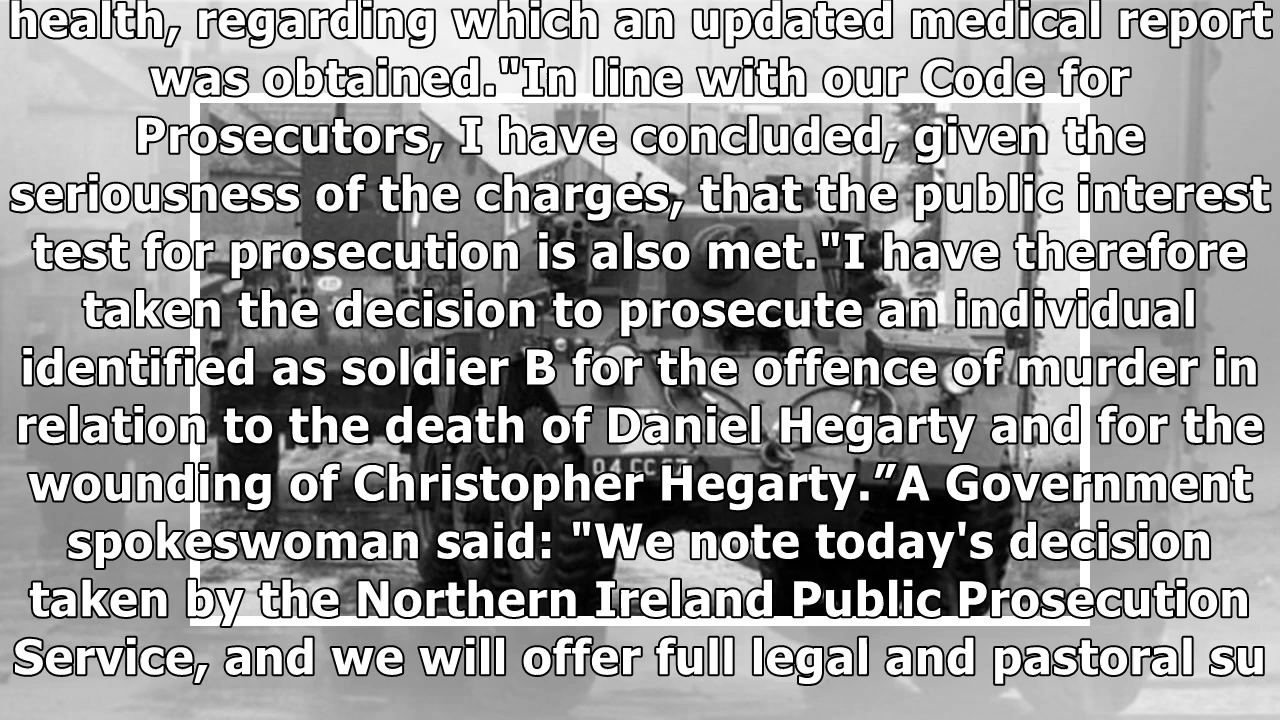 health, regarding which an updated medical report
was obtained."In line with our Code for
Prosecutors, I have concluded, given the
seriousness of the charges, that the public interest
test for prosecution is also met."I have therefore
taken the decision to prosecute an individual
identified as soldier B for the offence of murder in
relation to the death of Daniel Hegarty and for the
wounding of Christopher Hegarty.”A Government
spokeswoman said: "We note today's decision
taken by the Northern Ireland Public Prosecution
Service, and we will offer full legal and pastoral su